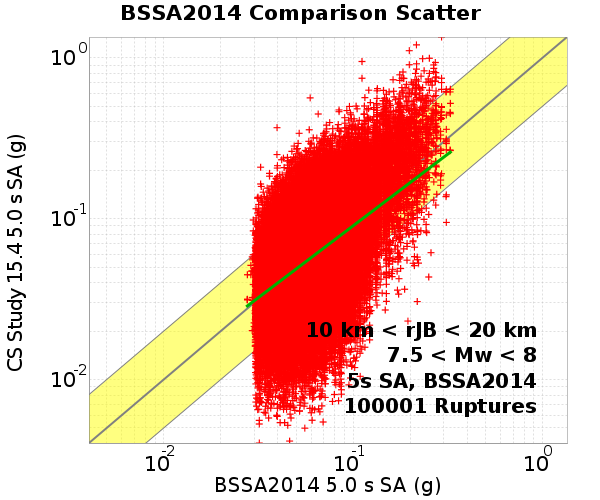 BSSA2014 Comparison Scatter
10⁰
10⁻¹
10⁻²
CS Study 15.4 5.0 s SA (g)
10 km < rJB < 20 km
7.5 < Mw < 8
5s SA, BSSA2014
100001 Ruptures
10⁻² 10⁻¹ 10⁰
BSSA2014 5.0 s SA (g)